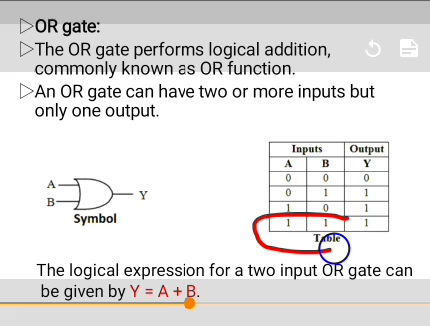 ▷OR gate:
▷The OR gate performs logical addition,
commonly known as OR function.
▷An OR gate can have two or more inputs but
only one output.
Inputs Output
A B Y
0 0 0
0 1 1
1 0 1
1 1 1
Table
A
B
Y
Symbol
The logical expression for a two input OR gate can
be given by Y = A + B.